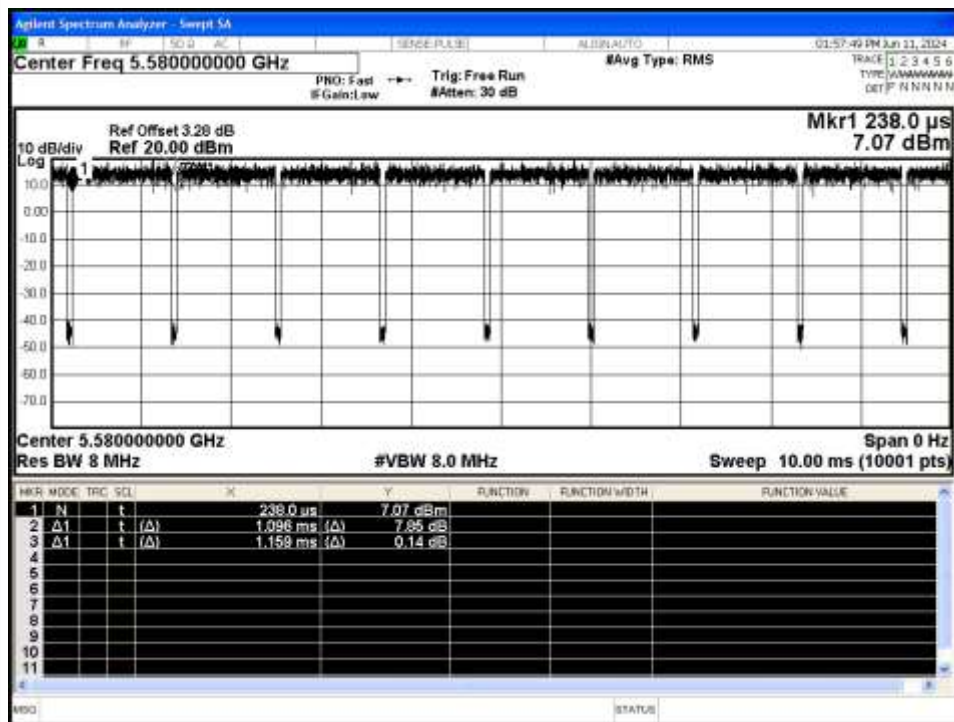 Agilent Spectrum Analyzer - Swept SA
R RF 50 Ω AC SENSE:PULSE ALIGN AUTO 01:57:49 PM Jun 11, 2024
Center Freq 5.580000000 GHz #Avg Type: RMS TRACE 1 2 3 4 5 6
PNO: Fast Trig: Free Run TYPE
IFGain:Low #Atten: 30 dB DET P N N N N N
Mkr1 238.0 µs
Ref Offset 3.28 dB
10 dB/div Ref 20.00 dBm 7.07 dBm
Log
1
10.0
0.00
-10.0
-20.0
-30.0
-40.0
-50.0
-60.0
-70.0
Center 5.580000000 GHz Span 0 Hz
Res BW 8 MHz #VBW 8.0 MHz Sweep 10.00 ms (10001 pts)
MKR MODE TRC SCL X Y FUNCTION FUNCTION WIDTH FUNCTION VALUE
1 N t 238.0 µs 7.07 dBm
2 Δ1 t (Δ) 1.096 ms (Δ) 7.85 dB
3 Δ1 t (Δ) 1.159 ms (Δ) 0.14 dB
4
5
6
7
8
9
10
11
MSG STATUS